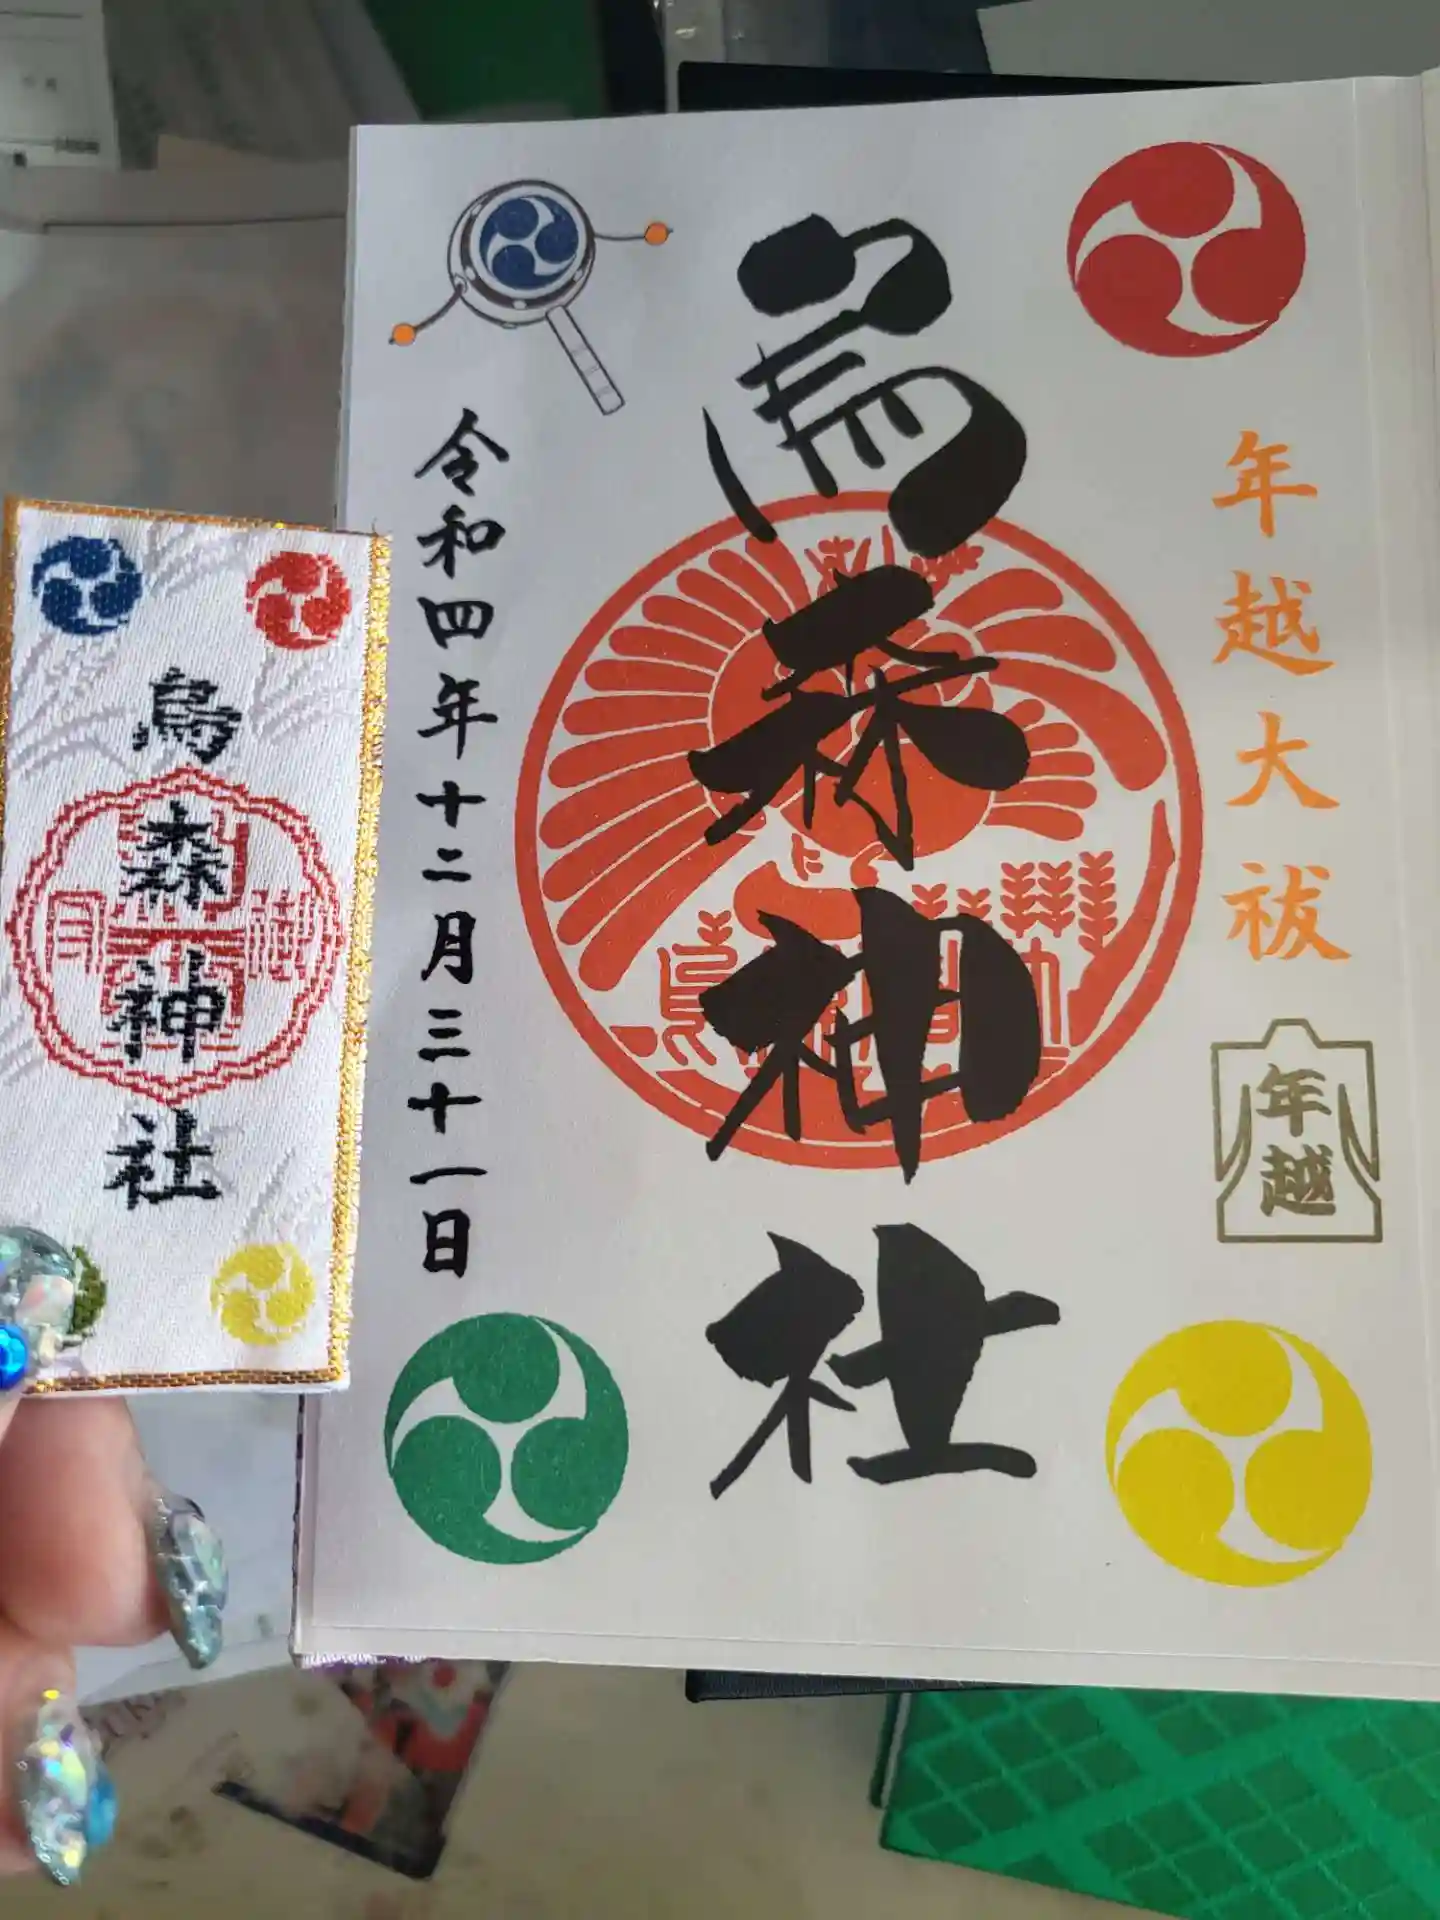 年越大祓
年越
烏森神社
令和四年十二月三十一日
烏森神社